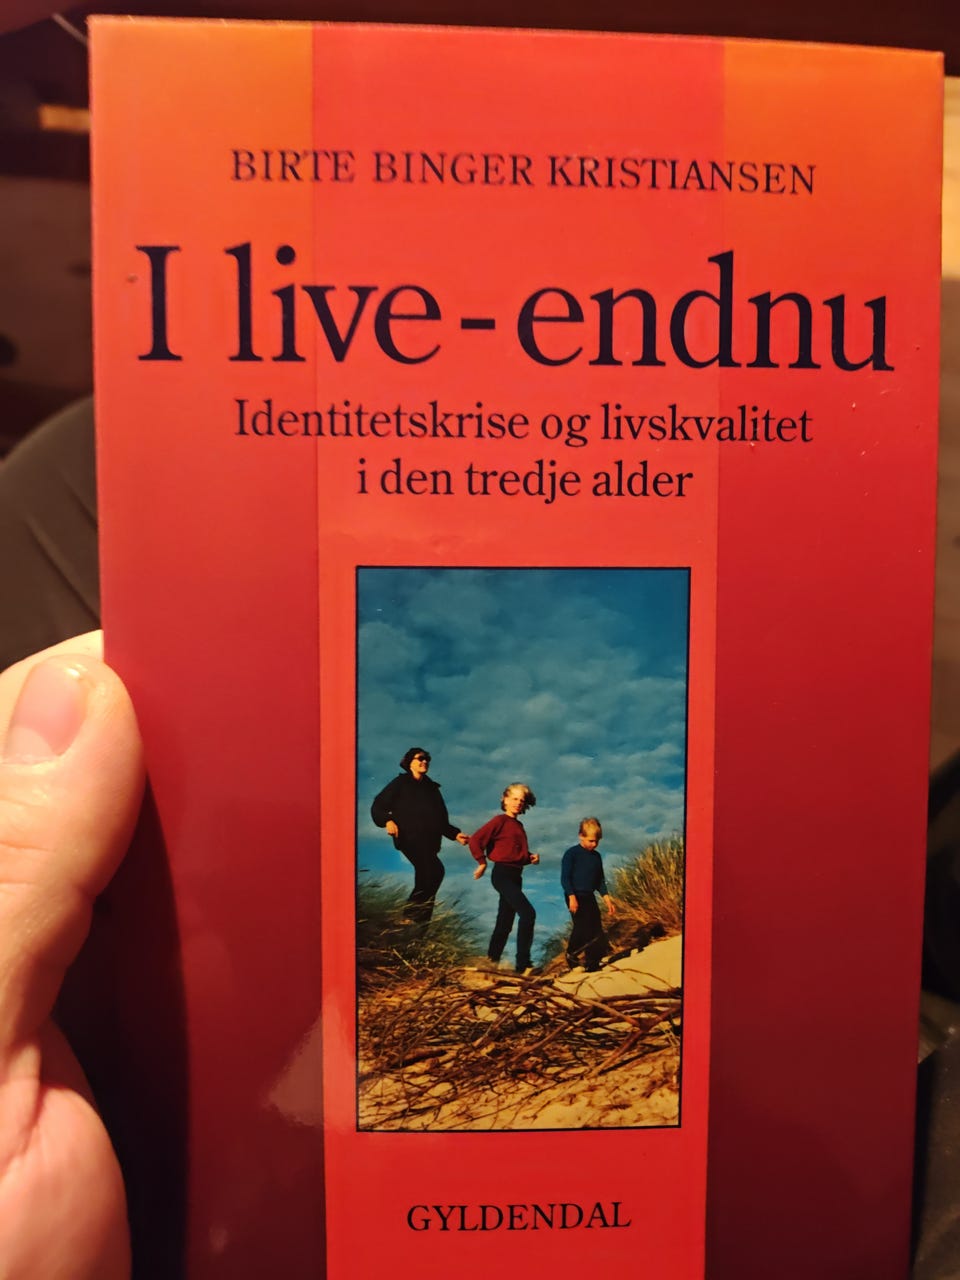 BIRTE BINGER KRISTIANSEN
I live-endnu
Identitetskrise og livskvalitet
i den tredje alder
GYLDENDAL